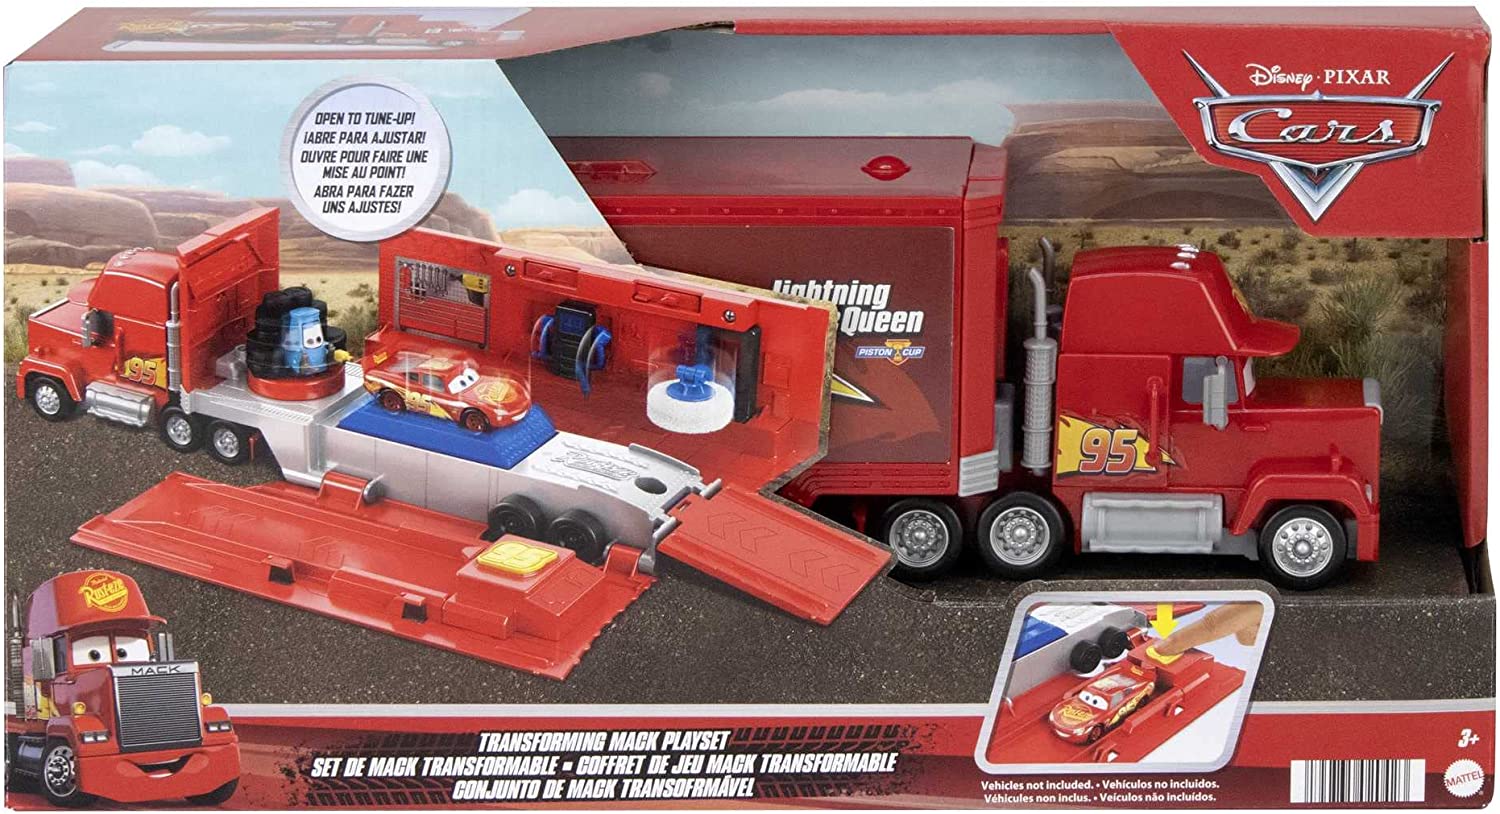 Disney · PIXAR
Cars
OPEN TO TUNE-UP!
¡ABRE PARA AJUSTAR!
OUVRE POUR FAIRE UNE
MISE AU POINT!
ABRA PARA FAZER
UNS AJUSTES!
lightning
Queen
PISTON CUP
95
95
95
Rust-eze
MACK
TRANSFORMING MACK PLAYSET
SET DE MACK TRANSFORMABLE - COFFRET DE JEU MACK TRANSFORMABLE
CONJUNTO DE MACK TRANSOFRMÁVEL
Vehicles not included. • Vehículos no incluidos.
Véhicules non inclus. • Veículos não incluídos.
3+
MATTEL